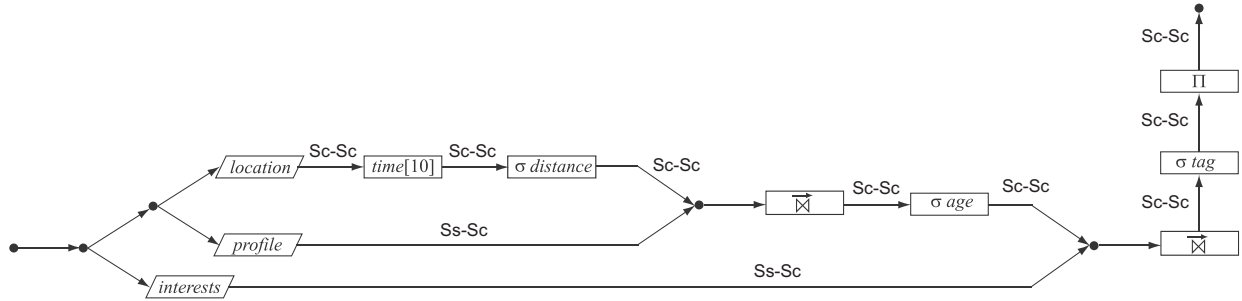 Sc-Sc
Π
Sc-Sc
σ tag
Sc-Sc
location Sc-Sc time[10] Sc-Sc σ distance Sc-Sc
⋈ Sc-Sc σ age Sc-Sc
profile Ss-Sc
⋈
interests Ss-Sc